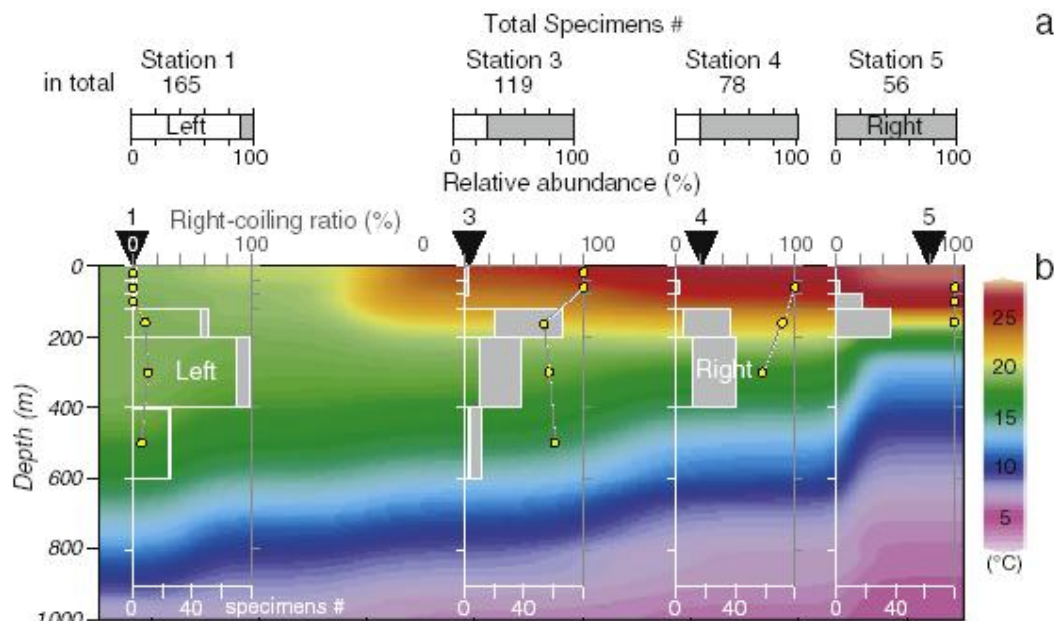 Total Specimens # a
Station 1 Station 3 Station 4 Station 5
in total 165 119 78 56
Left Right
0 100 0 100 0 100 0 100
Relative abundance (%)
1 3 4 5
Right-coiling ratio (%)
0 100 0 100 0 100 0 100
b
0
200
400
600
800
1000
Depth (m)
Left Right
25
20
15
10
5
(°C)
specimens #
0 40 0 40 0 40 0 40